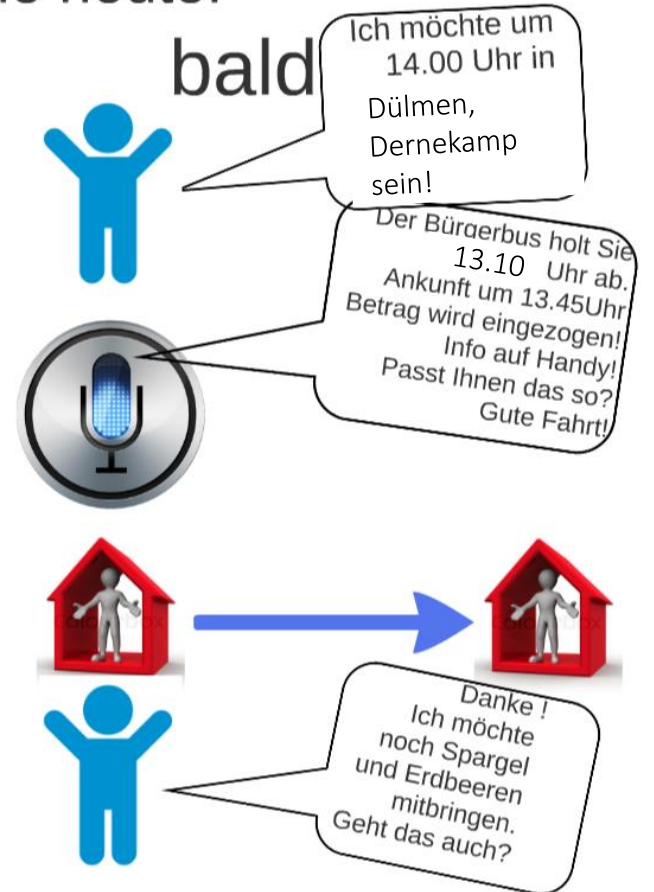 heute.
bald
Ich möchte um
14.00 Uhr in
Dülmen,
Dernekamp
sein!
Der Bürgerbus holt Sie
13.10 Uhr ab.
Ankunft um 13.45Uhr
Betrag wird eingezogen!
Info auf Handy!
Passt Ihnen das so?
Gute Fahrt!
Danke !
Ich möchte
noch Spargel
und Erdbeeren
mitbringen.
Geht das auch?